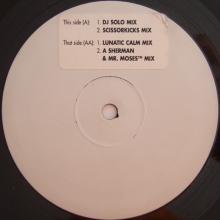 This side (A): 1. DJ SOLO MIX
2. SCISSORKICKS MIX
That side (AA): 1. LUNATIC CALM MIX
2. A SHERMAN
& MR. MOSES™ MIX